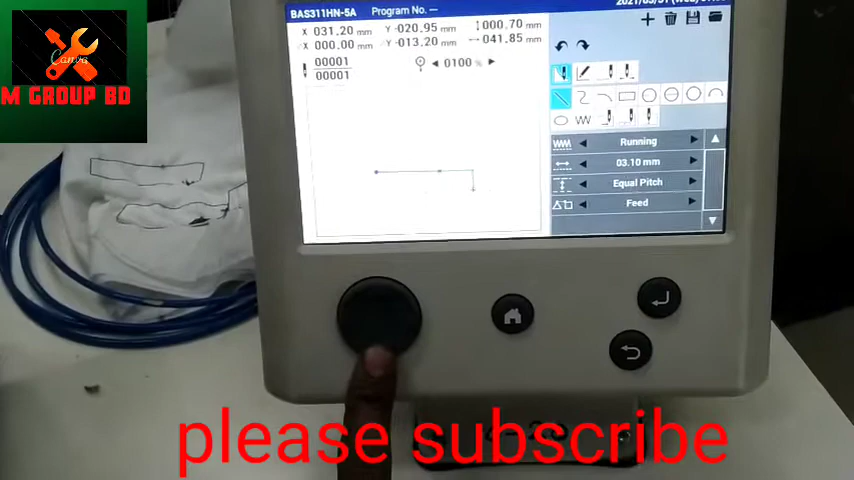 Canva
M GROUP BD
BAS311HN-5A Program No. --
X 031.20 mm Y -020.95 mm 000.70 mm
X 000.00 mm Y -013.20 mm 041.85 mm
00001
00001
0100 %
Running
03.10 mm
Equal Pitch
Feed
please subscribe